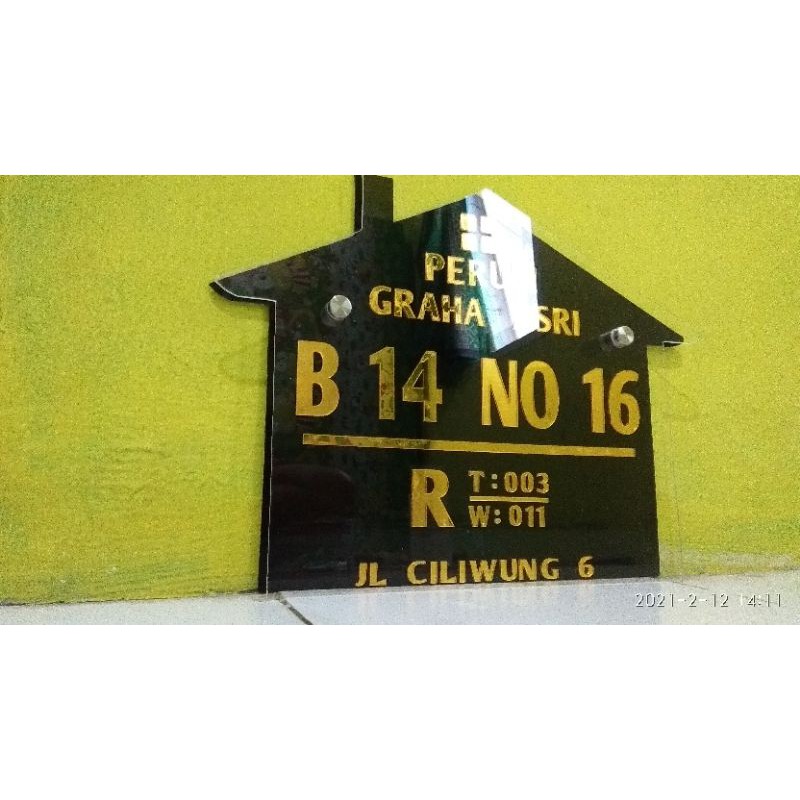 GRAHA
B 14 NO 16
R T:003
W:011
JL CILIWUNG 6
2021-2-12 14:11